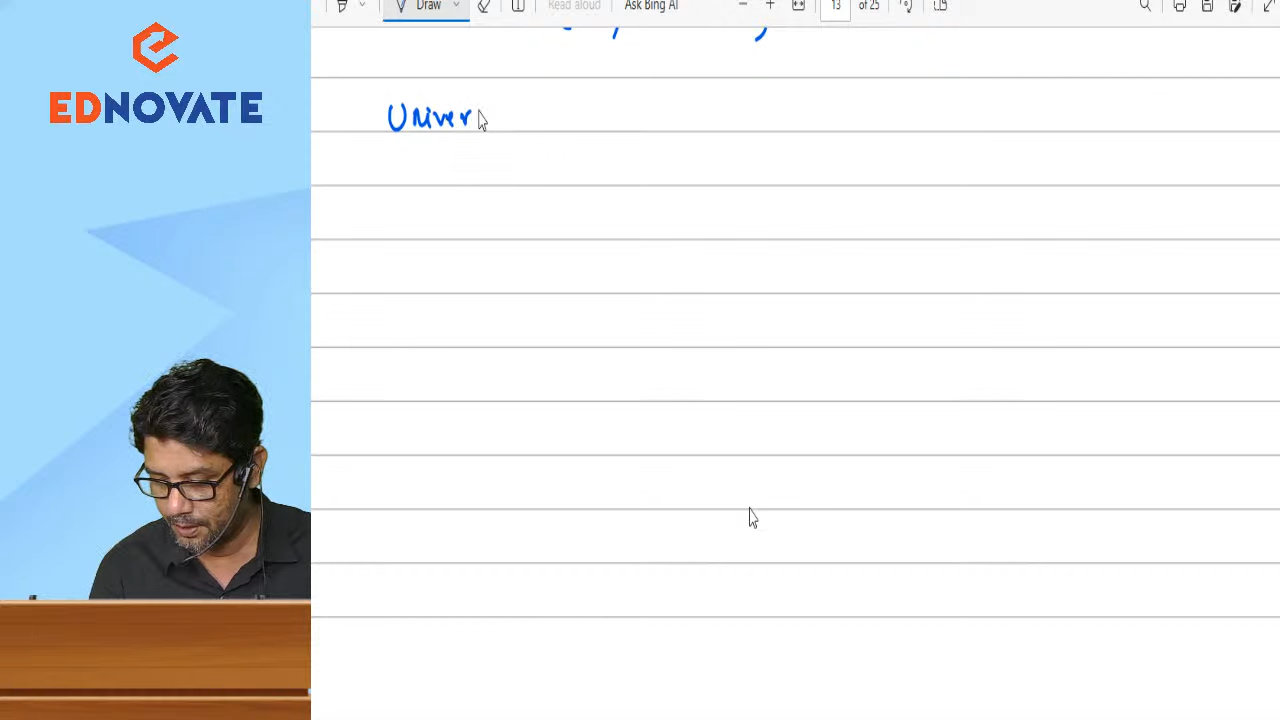 Draw
Read aloud
Ask Bing AI
13
of 25
EDNOVATE
Univer